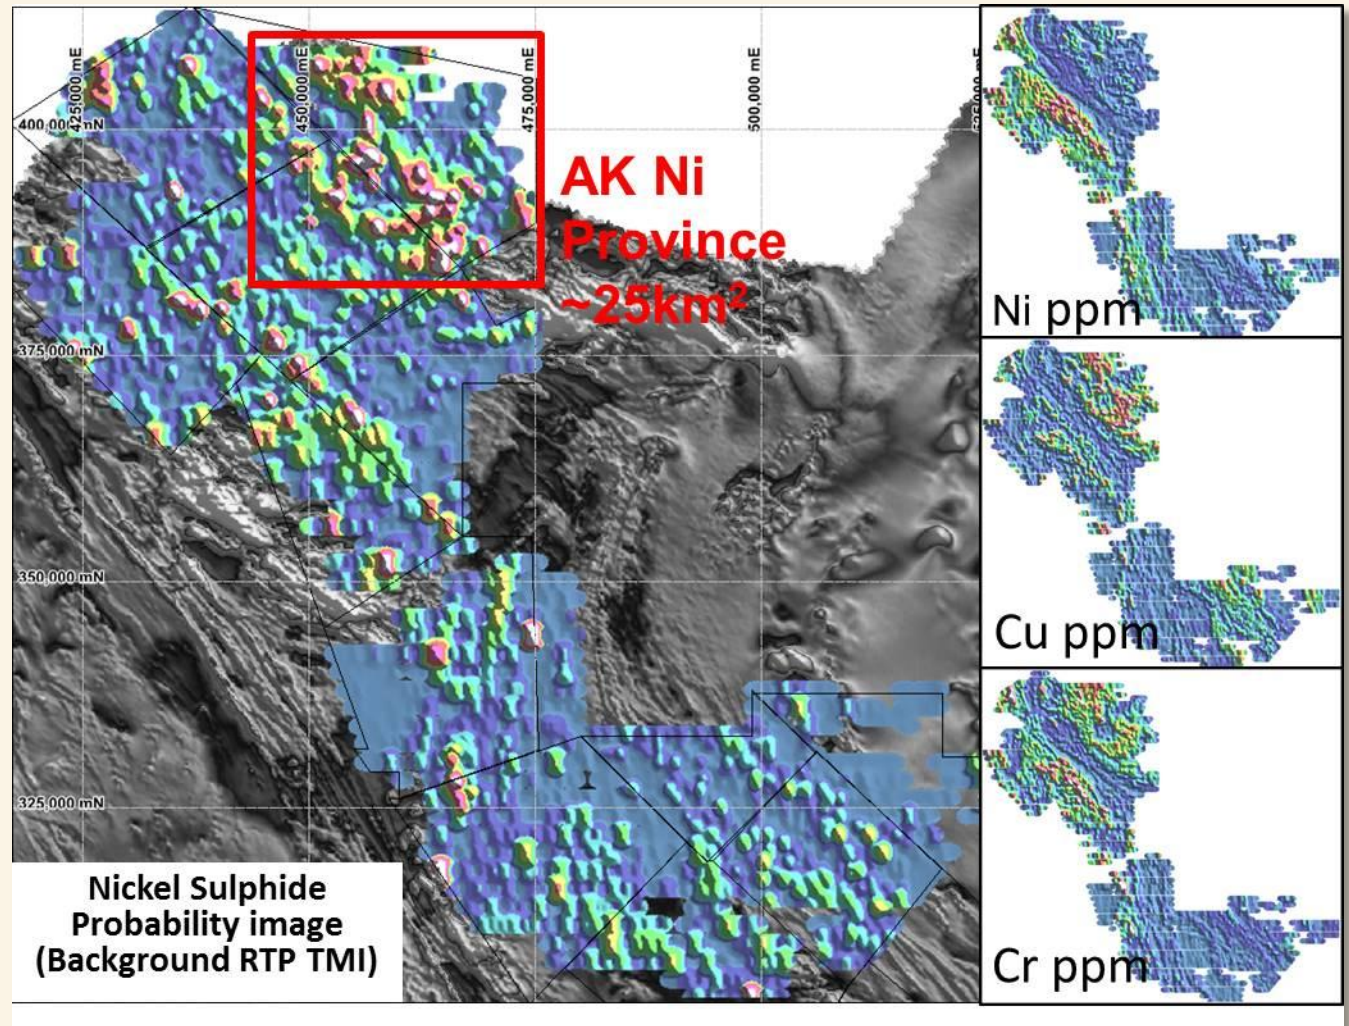 425,000 mE
450,000 mE
475,000 mE
500,000 mE
400,000 mN
375,000 mN
350,000 mN
325,000 mN
AK Ni
Province
~25km²
Nickel Sulphide
Probability image
(Background RTP TMI)
Ni ppm
Cu ppm
Cr ppm